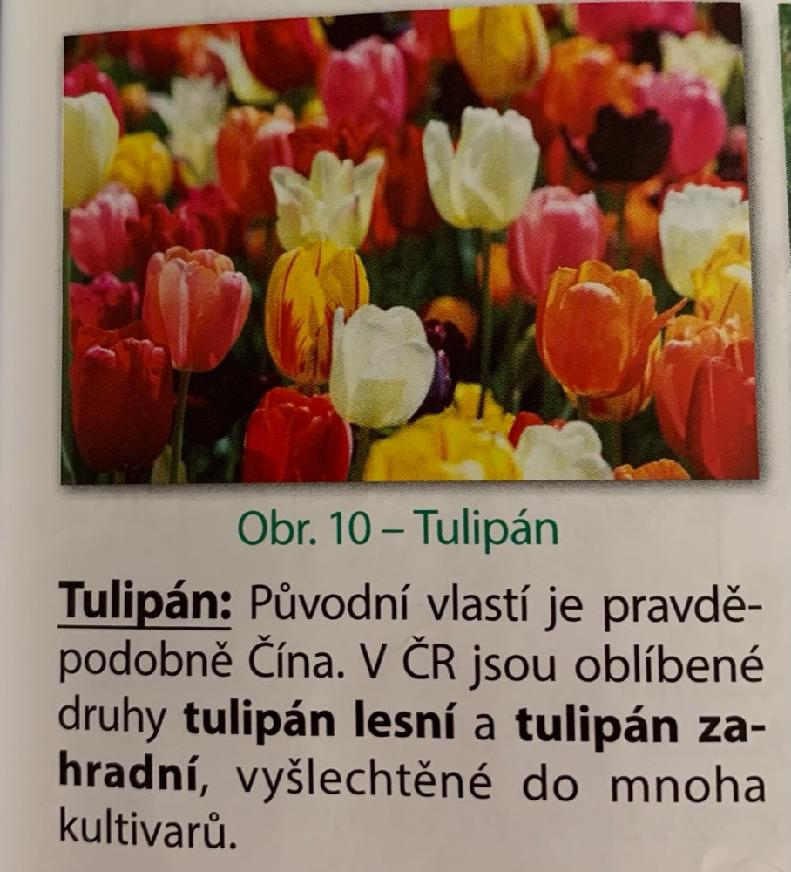 Obr. 10 – Tulipán
Tulipán: Původní vlastí je pravdě-
podobně Čína. V ČR jsou oblíbené
druhy tulipán lesní a tulipán za-
hradní, vyšlechtěné do mnoha
kultivarů.